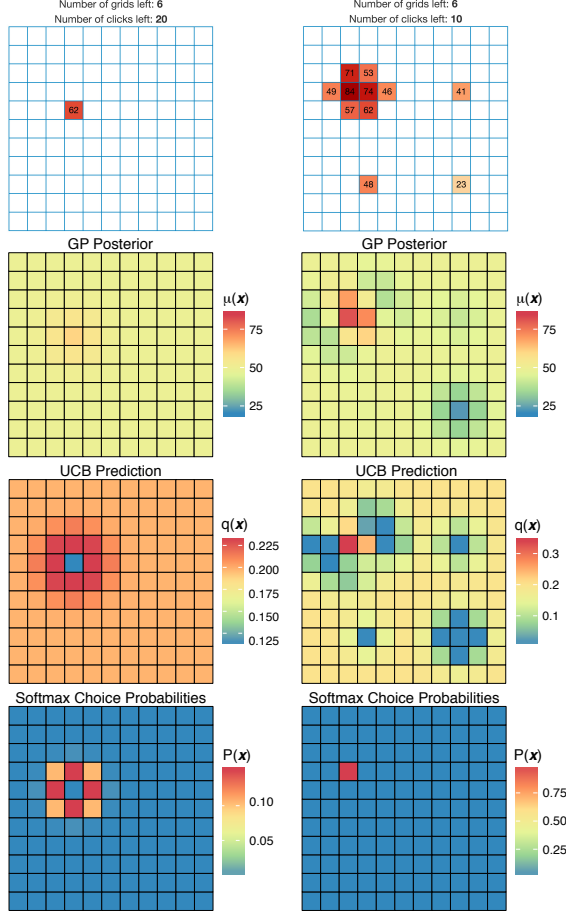 Number of grids left: 6
Number of clicks left: 20
62
Number of grids left: 6
Number of clicks left: 10
71 53
49 84 74 46 41
57 62
48 23
GP Posterior
μ(x)
75
50
25
GP Posterior
μ(x)
75
50
25
UCB Prediction
q(x)
0.225
0.200
0.175
0.150
0.125
UCB Prediction
q(x)
0.3
0.2
0.1
Softmax Choice Probabilities
P(x)
0.10
0.05
Softmax Choice Probabilities
P(x)
0.75
0.50
0.25